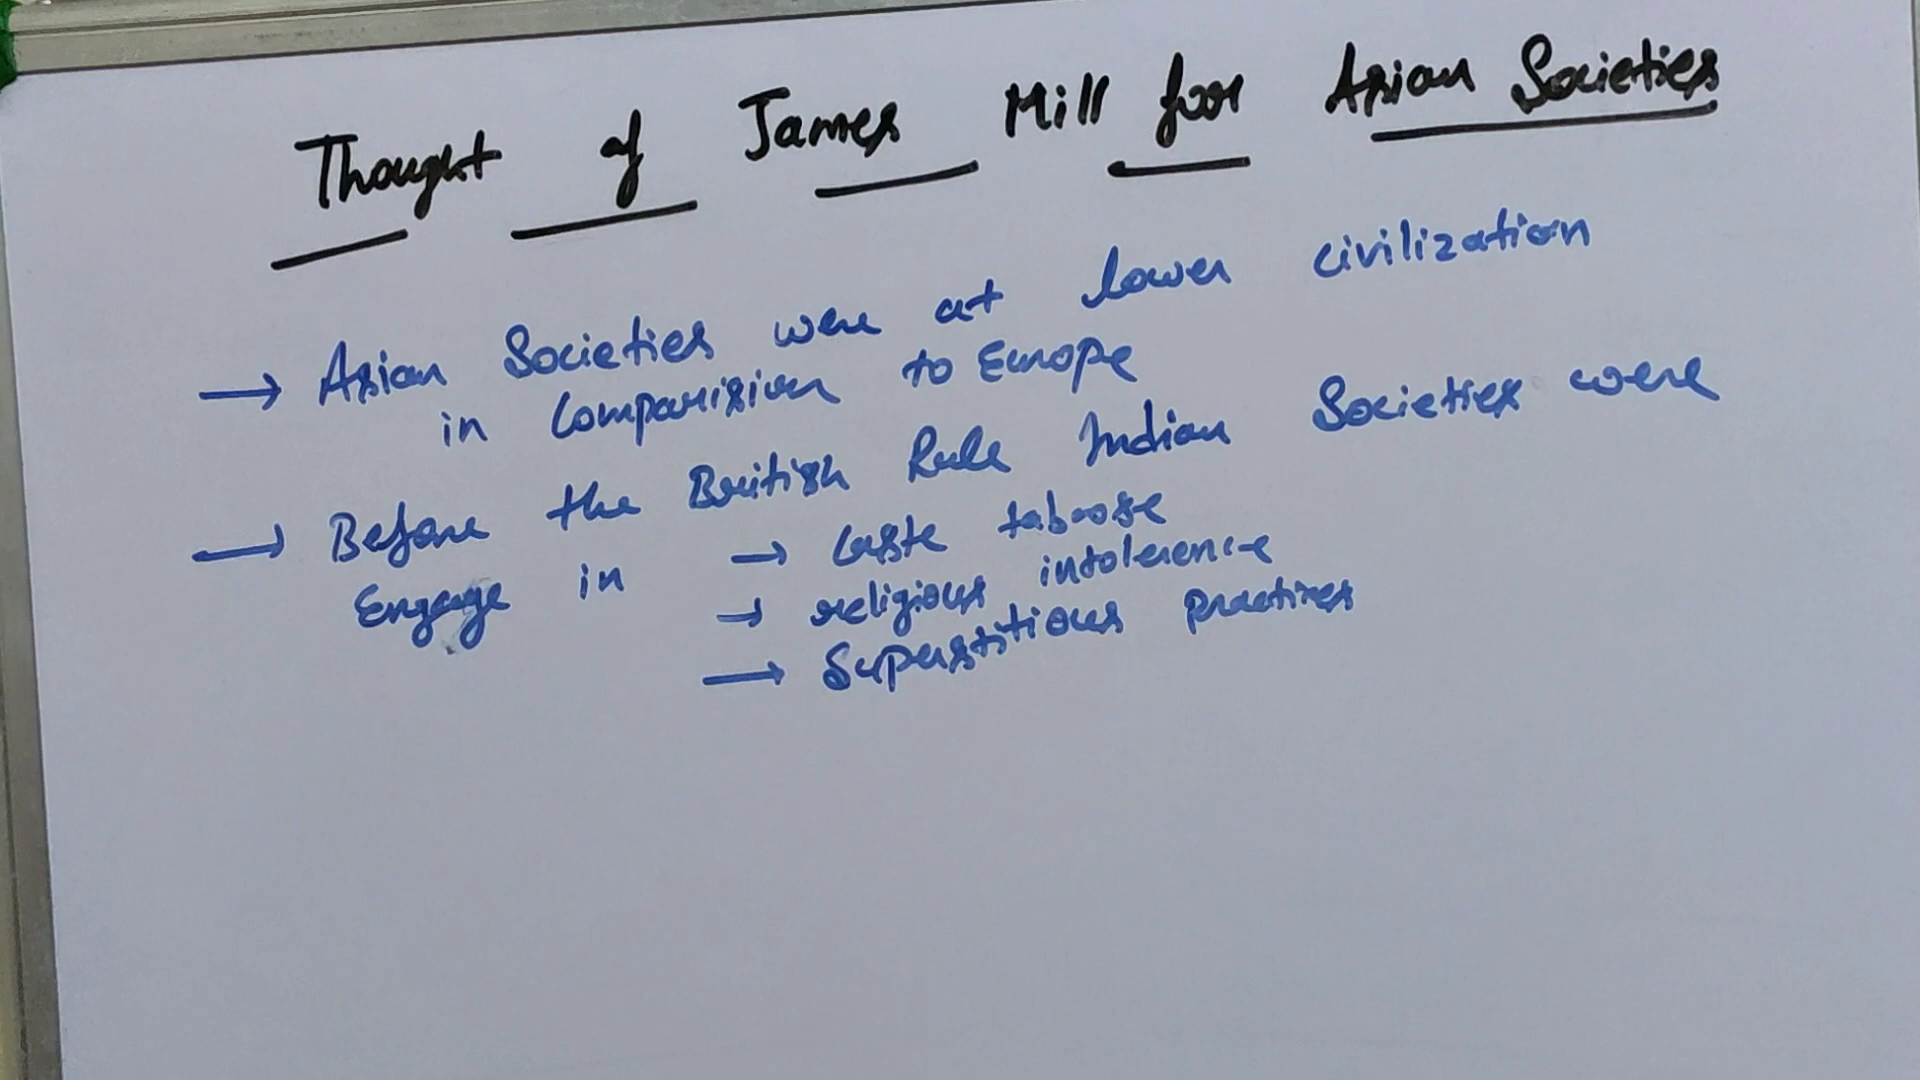 Thought of James Mill for Asian Societies
→ Asian Societies were at lower civilization
in Comparision to Europe
→ Before the British Rule Indian Societies were
Engage in → Caste taboose
→ religious intolerence
→ Superstitious practices